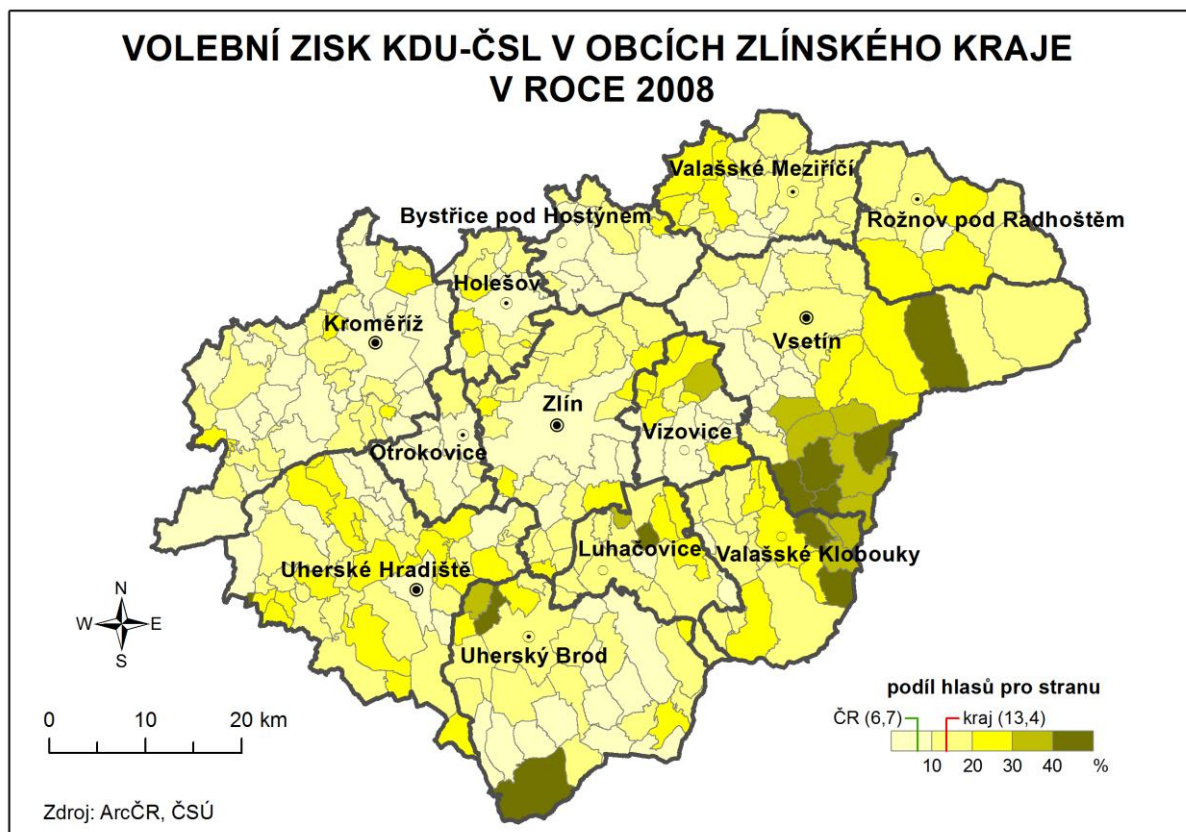 VOLEBNÍ ZISK KDU-ČSL V OBCÍCH ZLÍNSKÉHO KRAJE
V ROCE 2008
Valašské Meziříčí
Bystřice pod Hostýnem
Rožnov pod Radhoštěm
Holešov
Kroměříž
Vsetín
Zlín
Vizovice
Otrokovice
Luhačovice
Valašské Klobouky
Uherské Hradiště
N
W E
S
Uherský Brod
podíl hlasů pro stranu
0 10 20 km
ČR (6,7) kraj (13,4)
10 20 30 40 %
Zdroj: ArcČR, ČSÚ